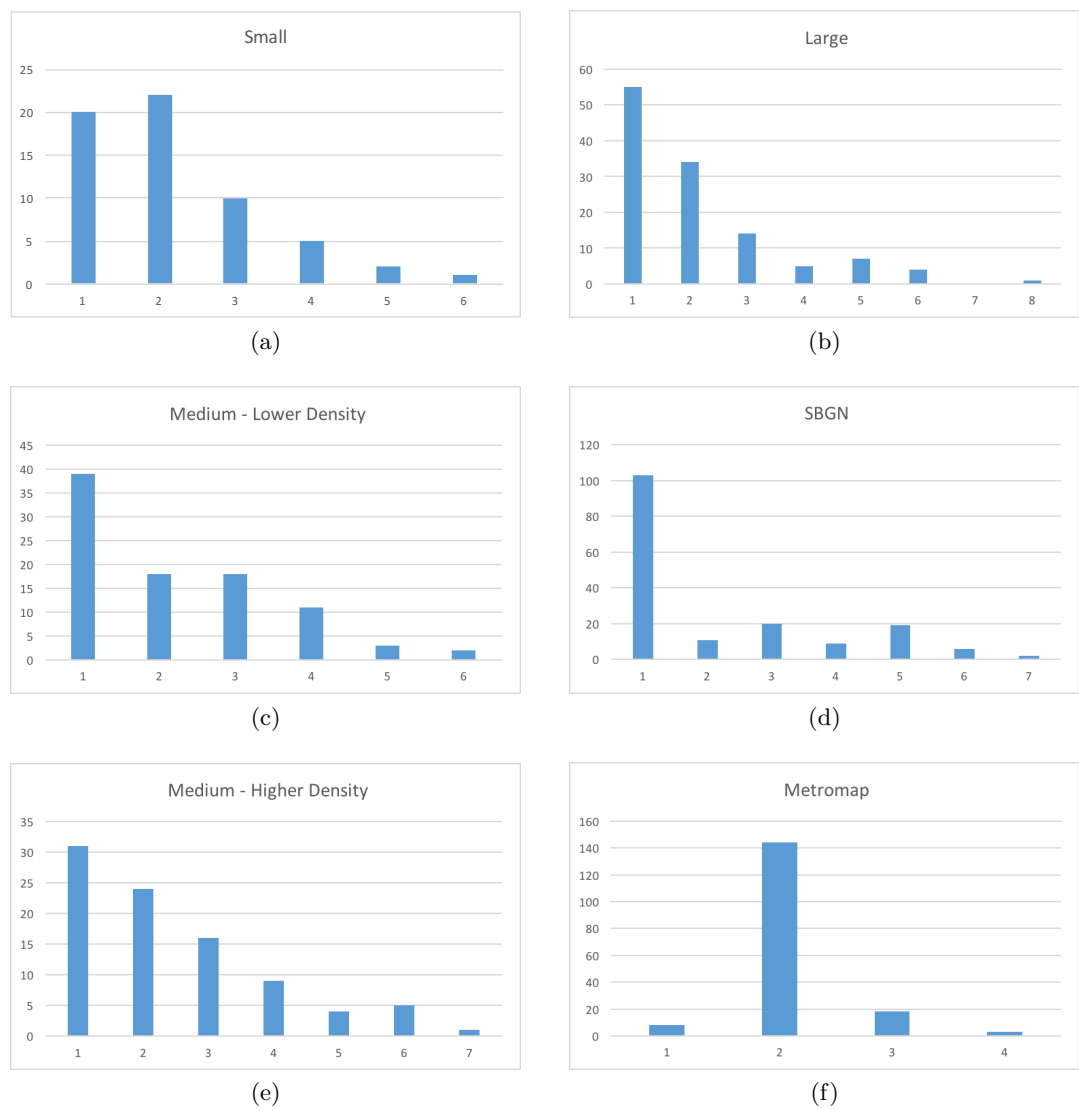 Small
25
20
15
10
5
0
1 2 3 4 5 6
(a)
Large
60
50
40
30
20
10
0
1 2 3 4 5 6 7 8
(b)
Medium - Lower Density
45
40
35
30
25
20
15
10
5
0
1 2 3 4 5 6
(c)
SBGN
120
100
80
60
40
20
0
1 2 3 4 5 6 7
(d)
Medium - Higher Density
35
30
25
20
15
10
5
0
1 2 3 4 5 6 7
(e)
Metromap
160
140
120
100
80
60
40
20
0
1 2 3 4
(f)